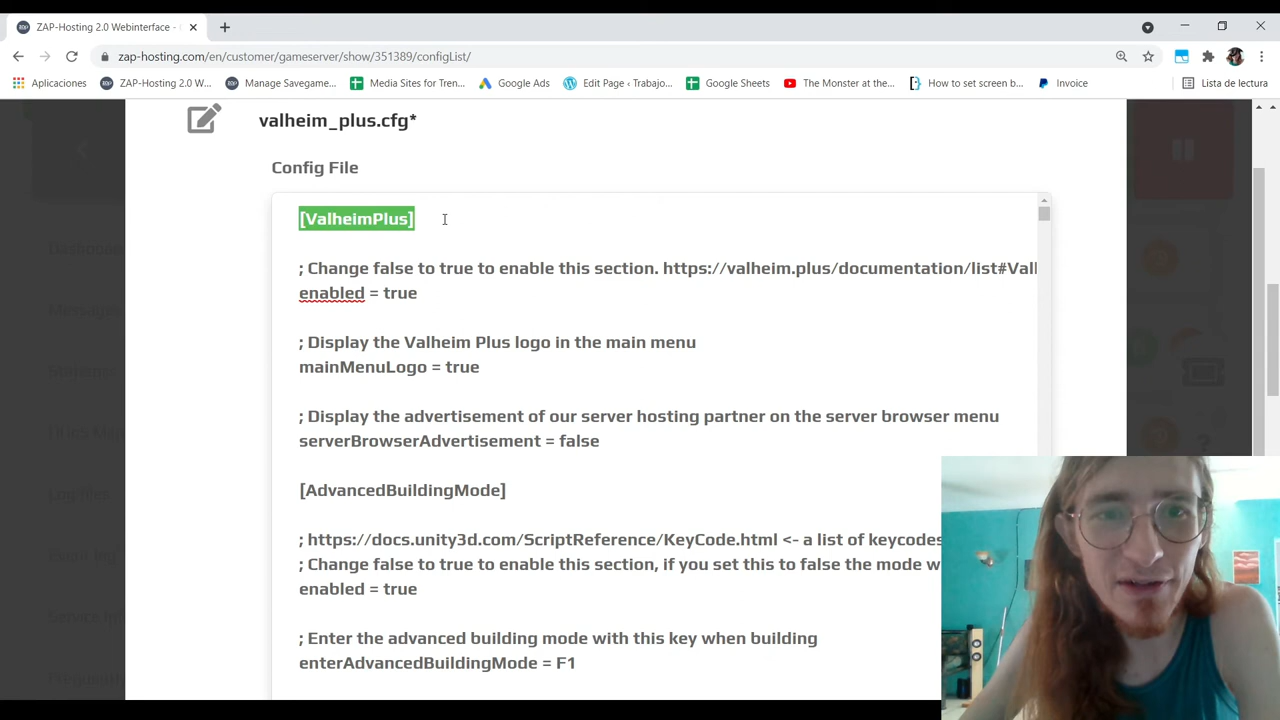 ZAP-Hosting 2.0 Webinterface -
zap-hosting.com/en/customer/gameserver/show/351389/configList/
Aplicaciones
ZAP-Hosting 2.0 W...
Manage Savegame...
Media Sites for Tren...
Google Ads
Edit Page ‹ Trabajo...
Google Sheets
The Monster at the...
How to set screen b...
Invoice
Lista de lectura
valheim_plus.cfg*
Config File
[ValheimPlus]
; Change false to true to enable this section. https://valheim.plus/documentation/list#Val
enabled = true
; Display the Valheim Plus logo in the main menu
mainMenuLogo = true
; Display the advertisement of our server hosting partner on the server browser menu
serverBrowserAdvertisement = false
[AdvancedBuildingMode]
; https://docs.unity3d.com/ScriptReference/KeyCode.html <- a list of keycodes
; Change false to true to enable this section, if you set this to false the mode w
enabled = true
; Enter the advanced building mode with this key when building
enterAdvancedBuildingMode = F1